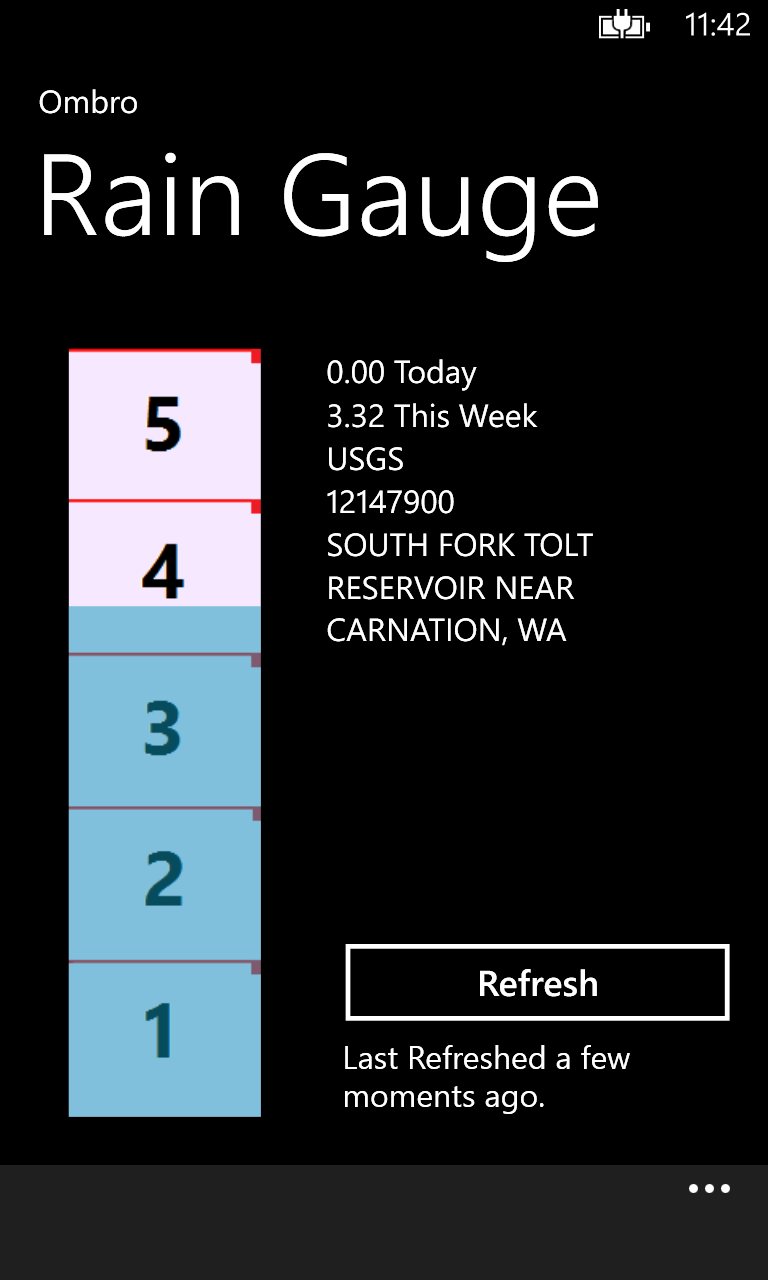 11:42
Ombro
Rain Gauge
5
4
3
2
1
0.00 Today
3.32 This Week
USGS
12147900
SOUTH FORK TOLT
RESERVOIR NEAR
CARNATION, WA
Refresh
Last Refreshed a few
moments ago.